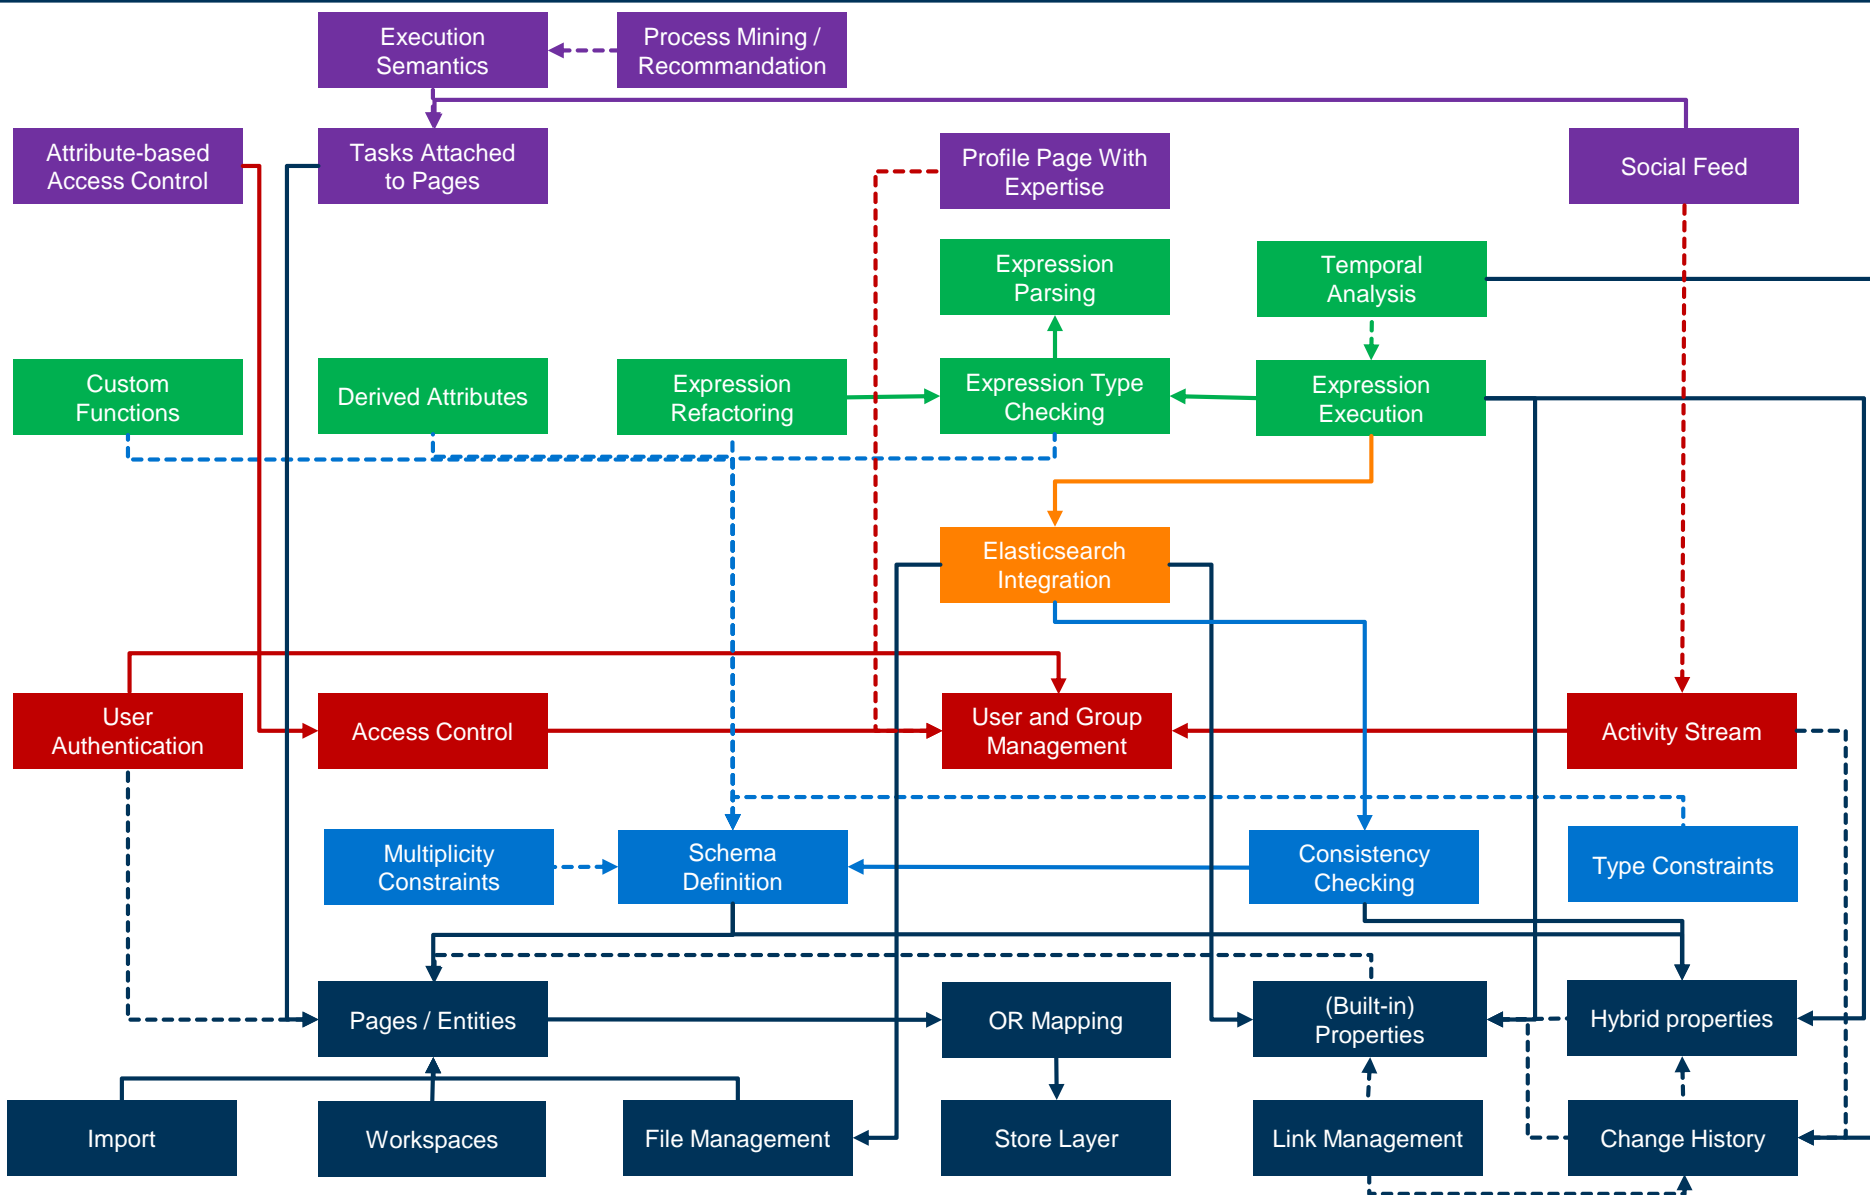 Execution
Semantics
Process Mining /
Recommandation
Attribute-based
Access Control
Tasks Attached
to Pages
Profile Page With
Expertise
Social Feed
Expression
Parsing
Temporal
Analysis
Custom
Functions
Derived Attributes
Expression
Refactoring
Expression Type
Checking
Expression
Execution
Elasticsearch
Integration
User
Authentication
Access Control
User and Group
Management
Activity Stream
Multiplicity
Constraints
Schema
Definition
Consistency
Checking
Type Constraints
Pages / Entities
OR Mapping
(Built-in)
Properties
Hybrid properties
Import
Workspaces
File Management
Store Layer
Link Management
Change History